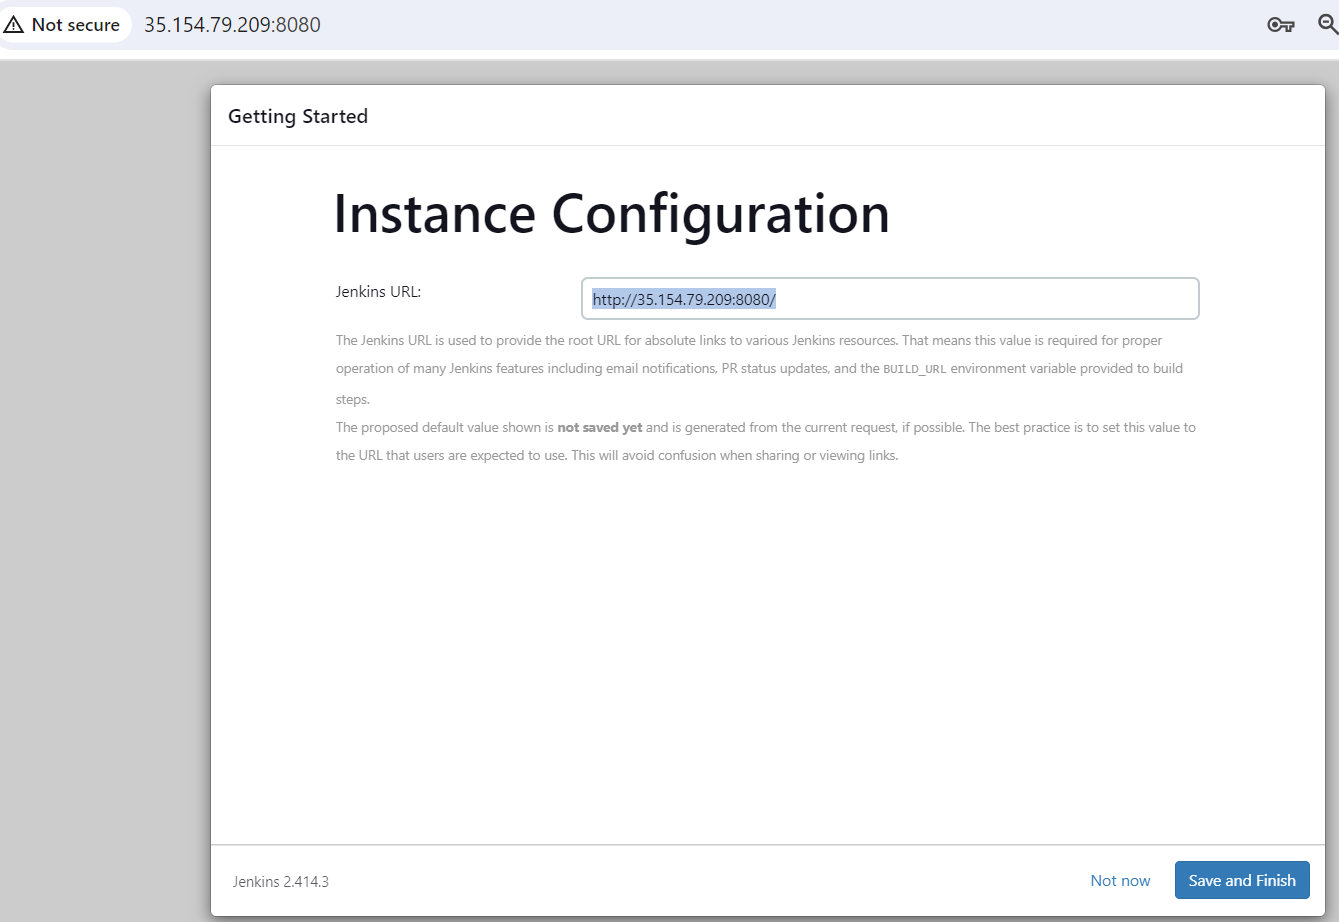 Not secure 35.154.79.209:8080
Getting Started
Instance Configuration
Jenkins URL: http://35.154.79.209:8080/
The Jenkins URL is used to provide the root URL for absolute links to various Jenkins resources. That means this value is required for proper
operation of many Jenkins features including email notifications, PR status updates, and the BUILD_URL environment variable provided to build
steps.
The proposed default value shown is not saved yet and is generated from the current request, if possible. The best practice is to set this value to
the URL that users are expected to use. This will avoid confusion when sharing or viewing links.
Jenkins 2.414.3 Not now Save and Finish